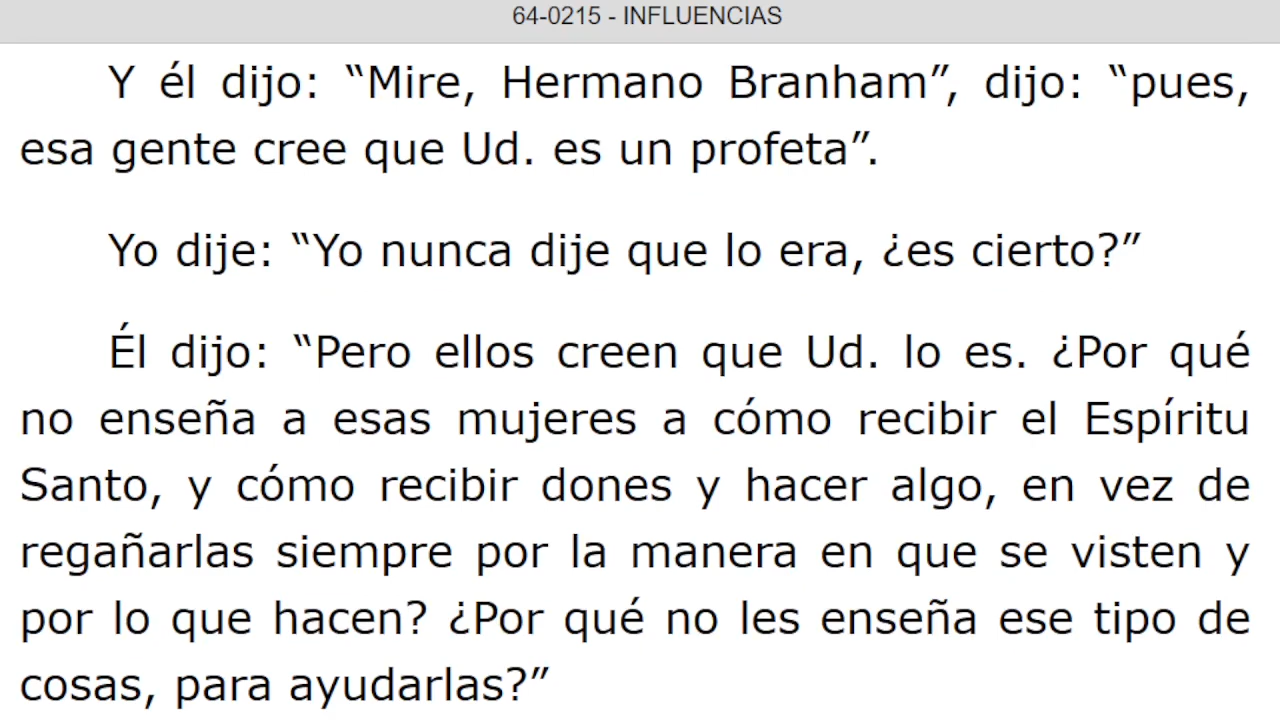 64-0215 - INFLUENCIAS
Y él dijo: “Mire, Hermano Branham”, dijo: “pues,
esa gente cree que Ud. es un profeta”.
Yo dije: “Yo nunca dije que lo era, ¿es cierto?”
Él dijo: “Pero ellos creen que Ud. lo es. ¿Por qué
no enseña a esas mujeres a cómo recibir el Espíritu
Santo, y cómo recibir dones y hacer algo, en vez de
regañarlas siempre por la manera en que se visten y
por lo que hacen? ¿Por qué no les enseña ese tipo de
cosas, para ayudarlas?”